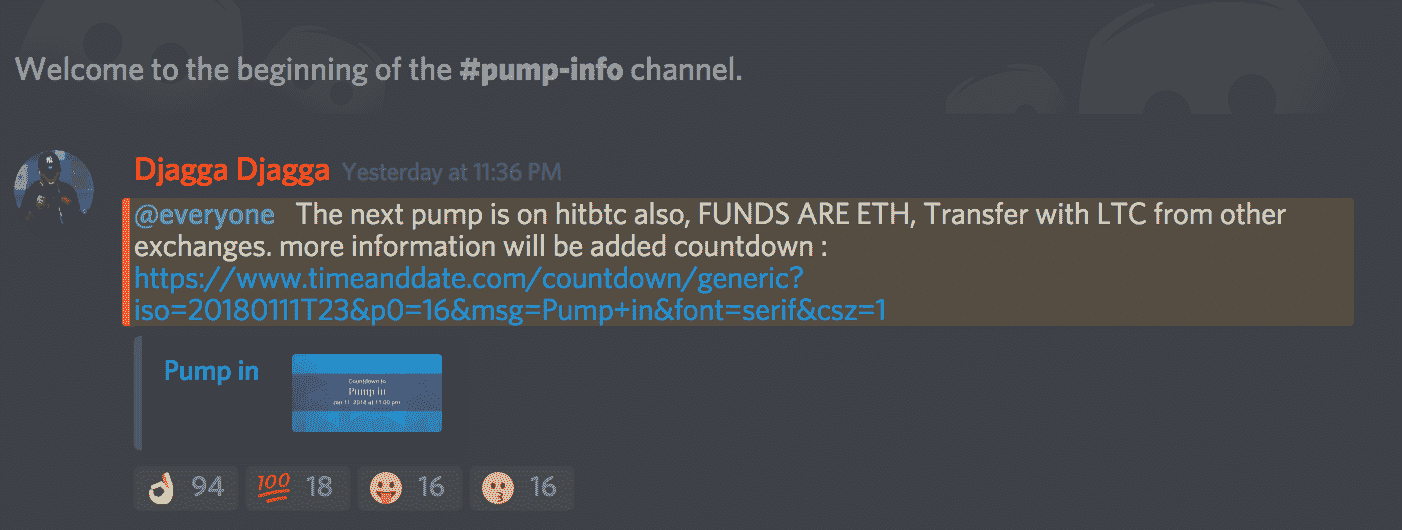 Welcome to the beginning of the #pump-info channel.
Djagga Djagga Yesterday at 11:36 PM
@everyone The next pump is on hitbtc also, FUNDS ARE ETH, Transfer with LTC from other
exchanges. more information will be added countdown :
https://www.timeanddate.com/countdown/generic?
iso=20180111T23&p0=16&msg=Pump+in&font=serif&csz=1
Pump in
Countdown to
Pump in
Jan 11, 2018 at 11:00 pm
94 100 18 16 16